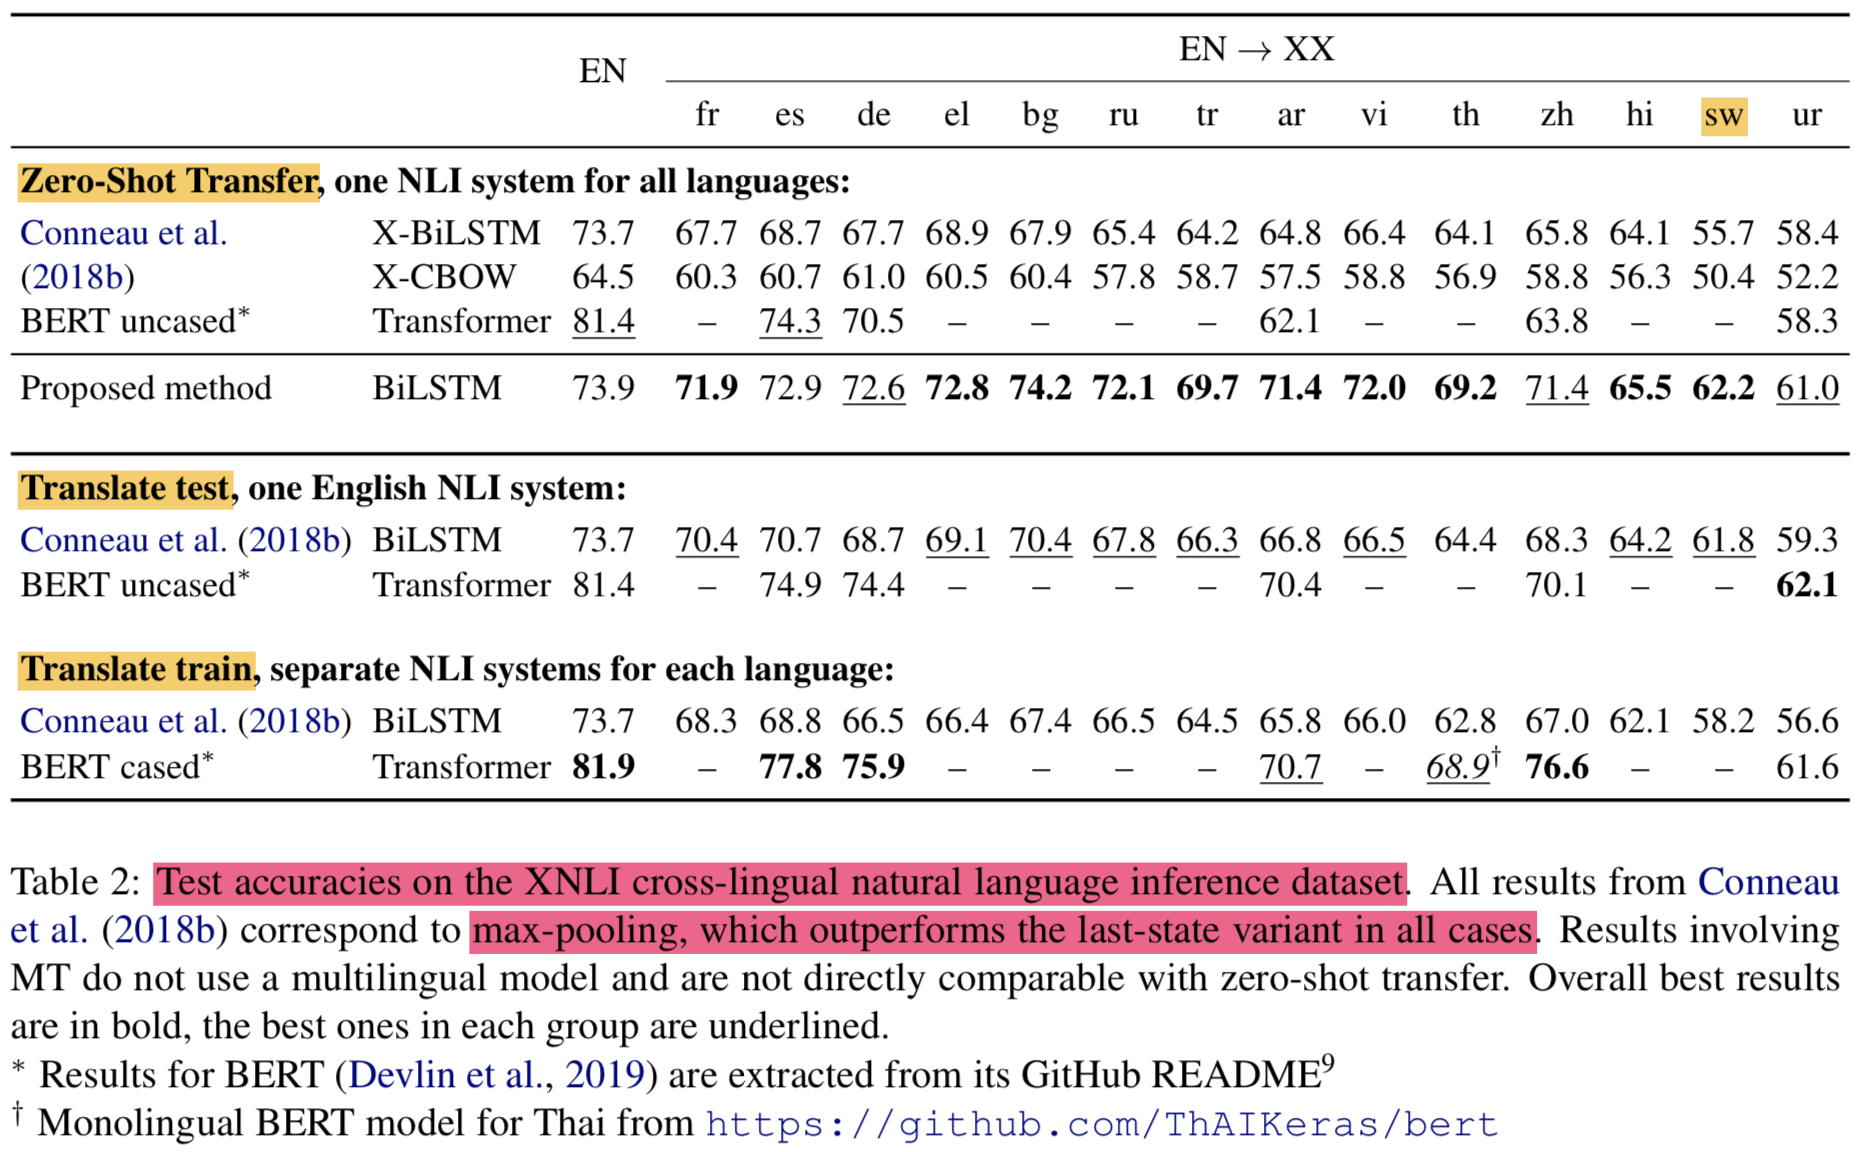 EN → XX
EN
fr es de el bg ru tr ar vi th zh hi sw ur
Zero-Shot Transfer, one NLI system for all languages:
Conneau et al. X-BiLSTM 73.7 67.7 68.7 67.7 68.9 67.9 65.4 64.2 64.8 66.4 64.1 65.8 64.1 55.7 58.4
(2018b) X-CBOW 64.5 60.3 60.7 61.0 60.5 60.4 57.8 58.7 57.5 58.8 56.9 58.8 56.3 50.4 52.2
BERT uncased* Transformer 81.4 – 74.3 70.5 – – – – 62.1 – – 63.8 – – 58.3
Proposed method BiLSTM 73.9 71.9 72.9 72.6 72.8 74.2 72.1 69.7 71.4 72.0 69.2 71.4 65.5 62.2 61.0
Translate test, one English NLI system:
Conneau et al. (2018b) BiLSTM 73.7 70.4 70.7 68.7 69.1 70.4 67.8 66.3 66.8 66.5 64.4 68.3 64.2 61.8 59.3
BERT uncased* Transformer 81.4 – 74.9 74.4 – – – – 70.4 – – 70.1 – – 62.1
Translate train, separate NLI systems for each language:
Conneau et al. (2018b) BiLSTM 73.7 68.3 68.8 66.5 66.4 67.4 66.5 64.5 65.8 66.0 62.8 67.0 62.1 58.2 56.6
BERT cased* Transformer 81.9 – 77.8 75.9 – – – – 70.7 – 68.9† 76.6 – – 61.6
Table 2: Test accuracies on the XNLI cross-lingual natural language inference dataset. All results from Conneau
et al. (2018b) correspond to max-pooling, which outperforms the last-state variant in all cases. Results involving
MT do not use a multilingual model and are not directly comparable with zero-shot transfer. Overall best results
are in bold, the best ones in each group are underlined.
* Results for BERT (Devlin et al., 2019) are extracted from its GitHub README9
† Monolingual BERT model for Thai from https://github.com/ThAIKeras/bert